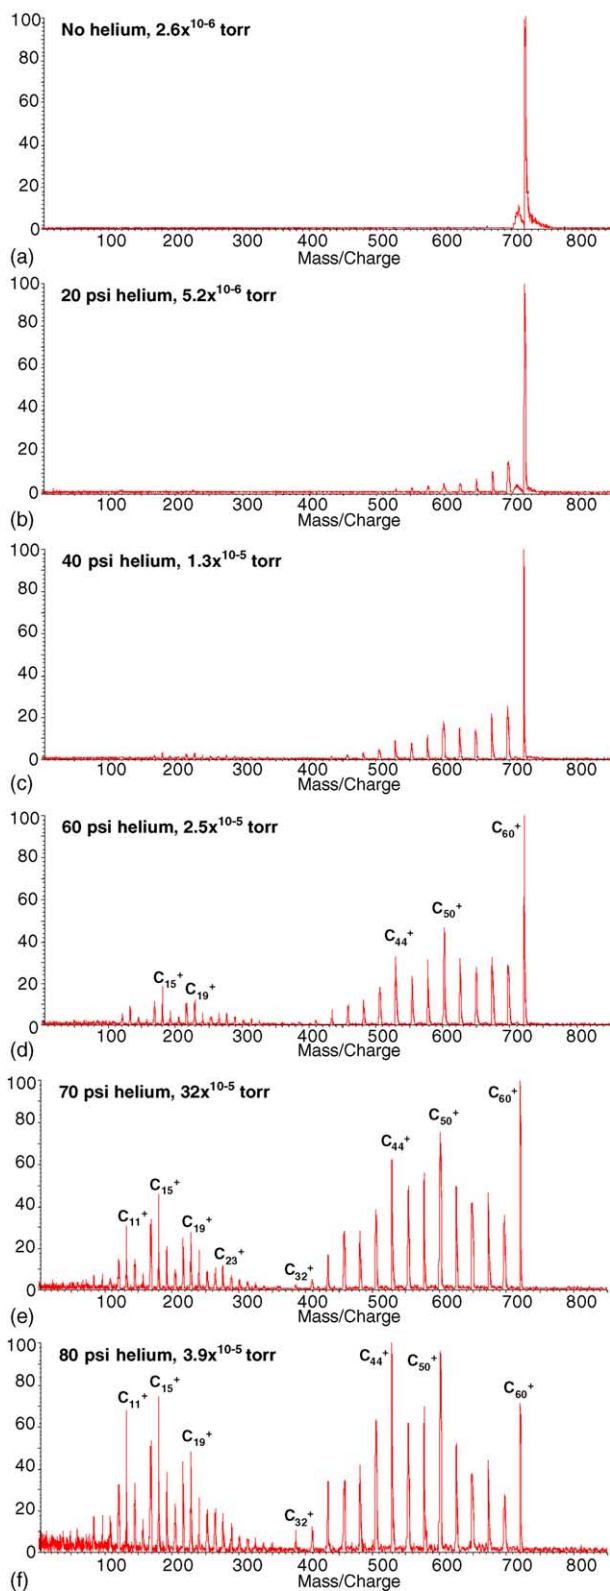 No helium, 2.6x10-6 torr
100
80
60
40
20
0
100 200 300 400 500 600 700 800
Mass/Charge
(a)
20 psi helium, 5.2x10-6 torr
100
80
60
40
20
0
100 200 300 400 500 600 700 800
Mass/Charge
(b)
40 psi helium, 1.3x10-5 torr
100
80
60
40
20
0
100 200 300 400 500 600 700 800
Mass/Charge
(c)
60 psi helium, 2.5x10-5 torr
100
80
60
40
20
0
C15+ C19+ C44+ C50+ C60+
100 200 300 400 500 600 700 800
Mass/Charge
(d)
70 psi helium, 32x10-5 torr
100
80
60
40
20
0
C11+ C15+ C19+ C23+ C32+ C44+ C50+ C60+
100 200 300 400 500 600 700 800
Mass/Charge
(e)
80 psi helium, 3.9x10-5 torr
100
80
60
40
20
0
C11+ C15+ C19+ C32+ C44+ C50+ C60+
100 200 300 400 500 600 700 800
Mass/Charge
(f)